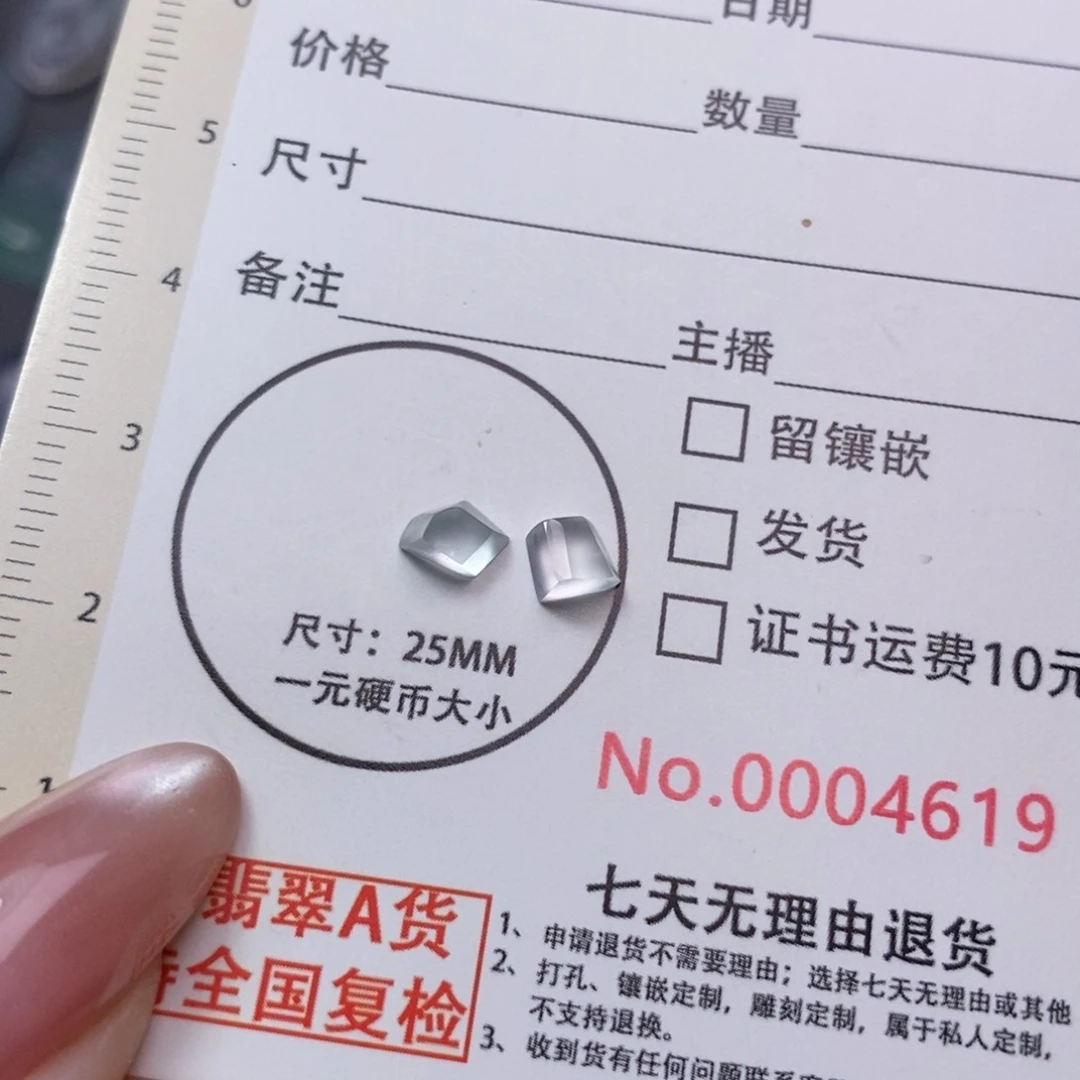 日期
价格
数量
尺寸
备注
主播
留镶嵌
发货
证书运费10元
尺寸：25MM
一元硬币大小
5
4
3
2
No.0004619
翡翠A货
全国复检
七天无理由退货
1、申请退货不需要理由；选择七天无理由或其他
2、打孔、镶嵌定制，雕刻定制，属于私人定制，
不支持退换。
3、收到货有任何问题联系